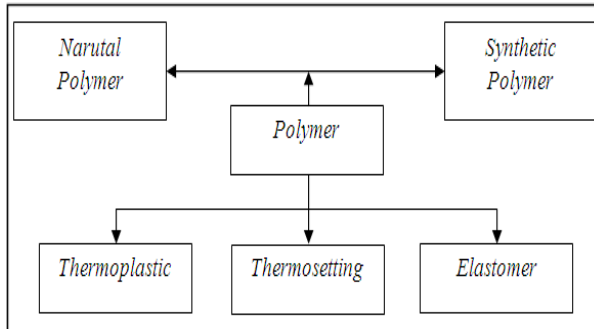 Narutal
Polymer
Synthetic
Polymer
Polymer
Thermoplastic
Thermosetting
Elastomer